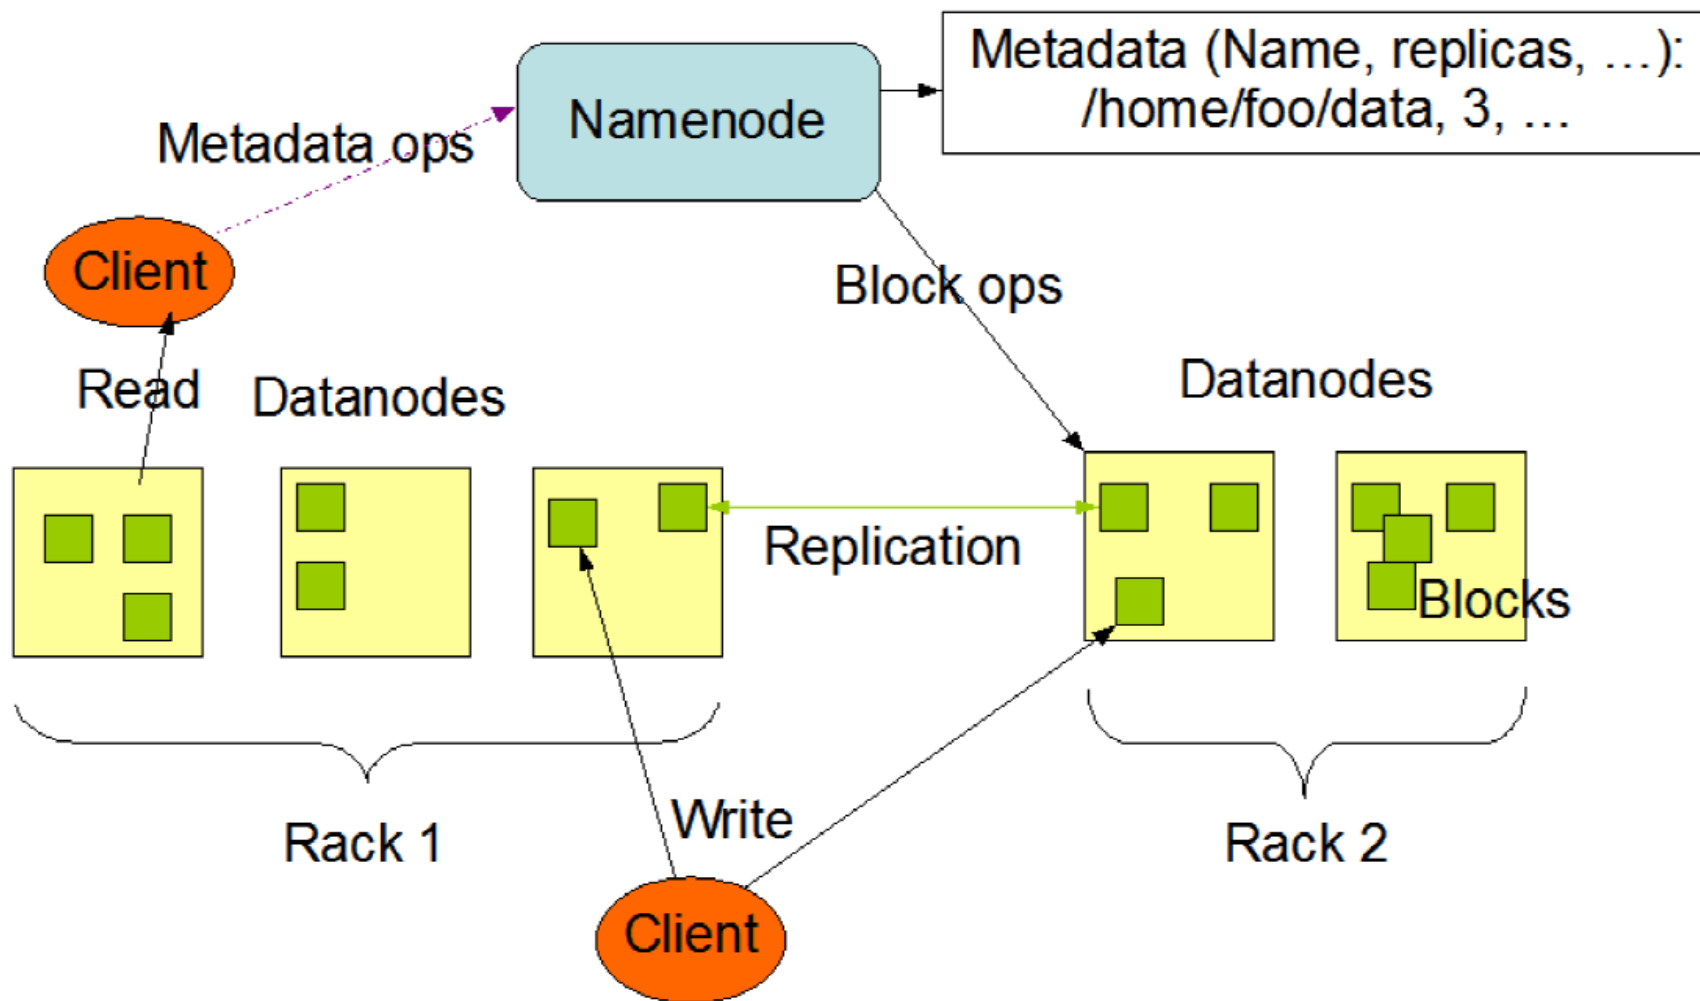 Metadata (Name, replicas, …):
/home/foo/data, 3, …
Namenode
Metadata ops
Client
Block ops
Read
Datanodes
Datanodes
Replication
Blocks
Write
Rack 1
Rack 2
Client